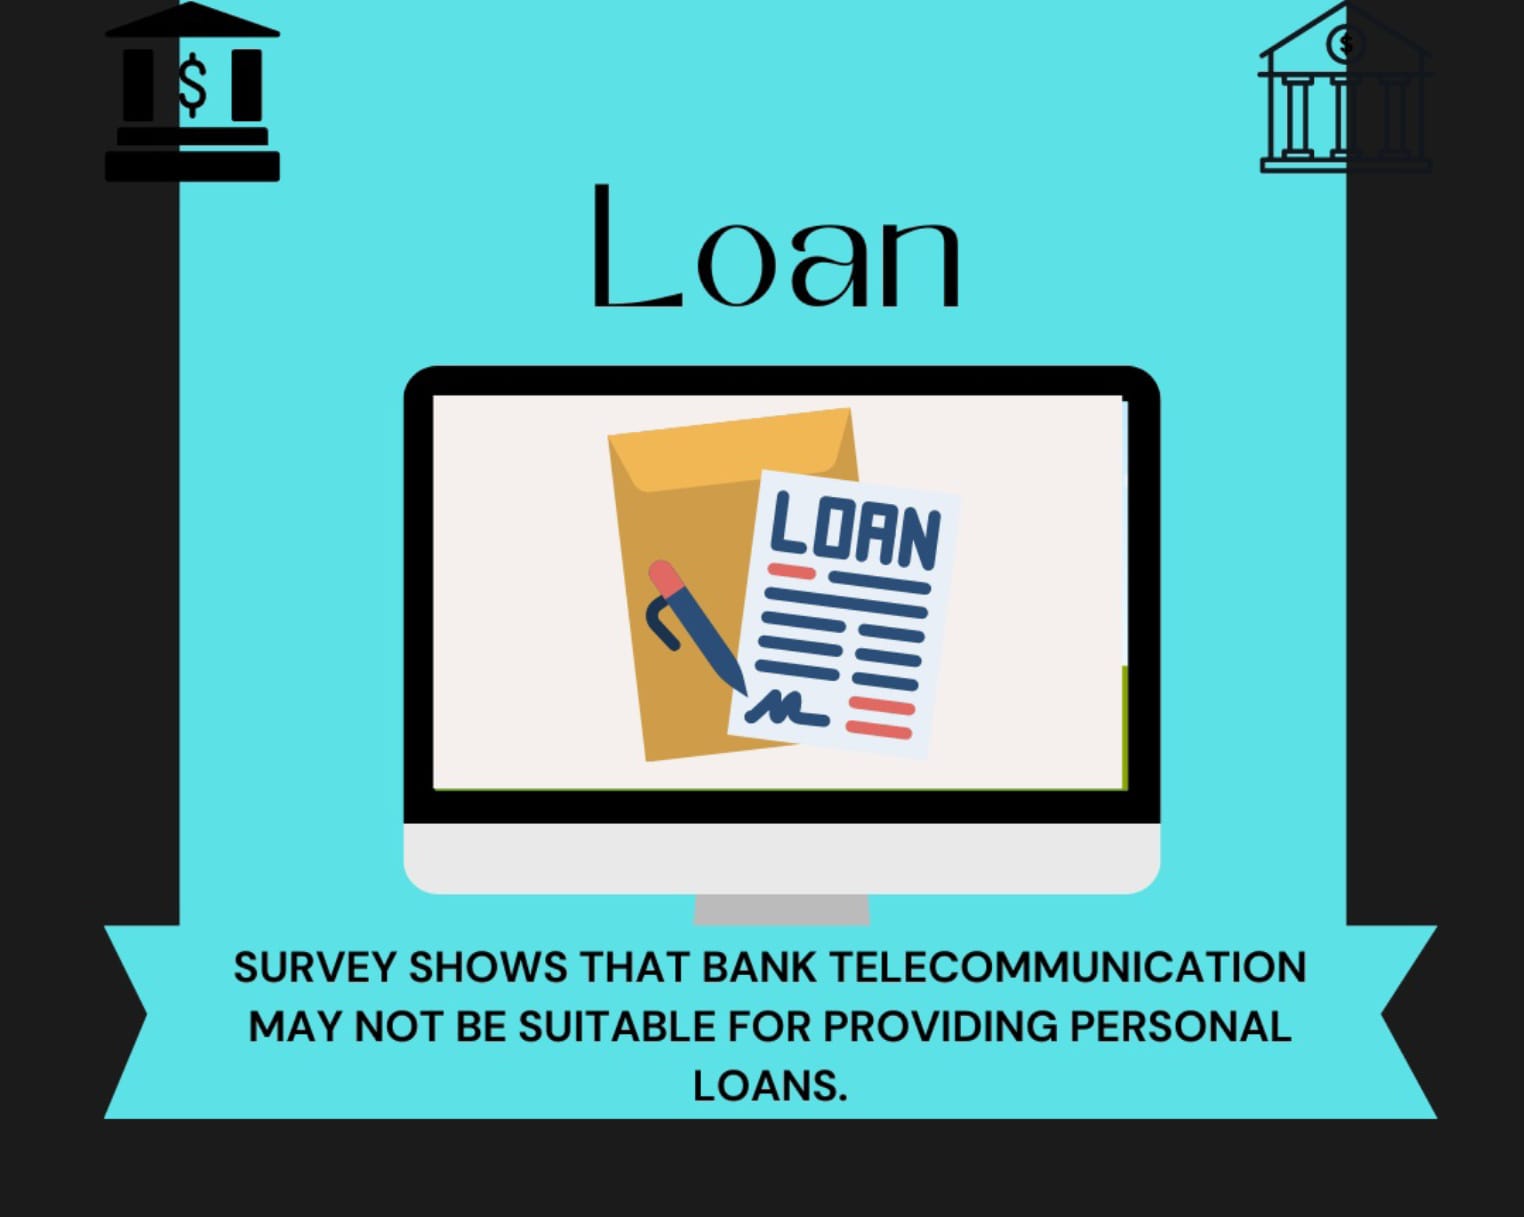 $
$
Loan
LOAN
SURVEY SHOWS THAT BANK TELECOMMUNICATION
MAY NOT BE SUITABLE FOR PROVIDING PERSONAL
LOANS.